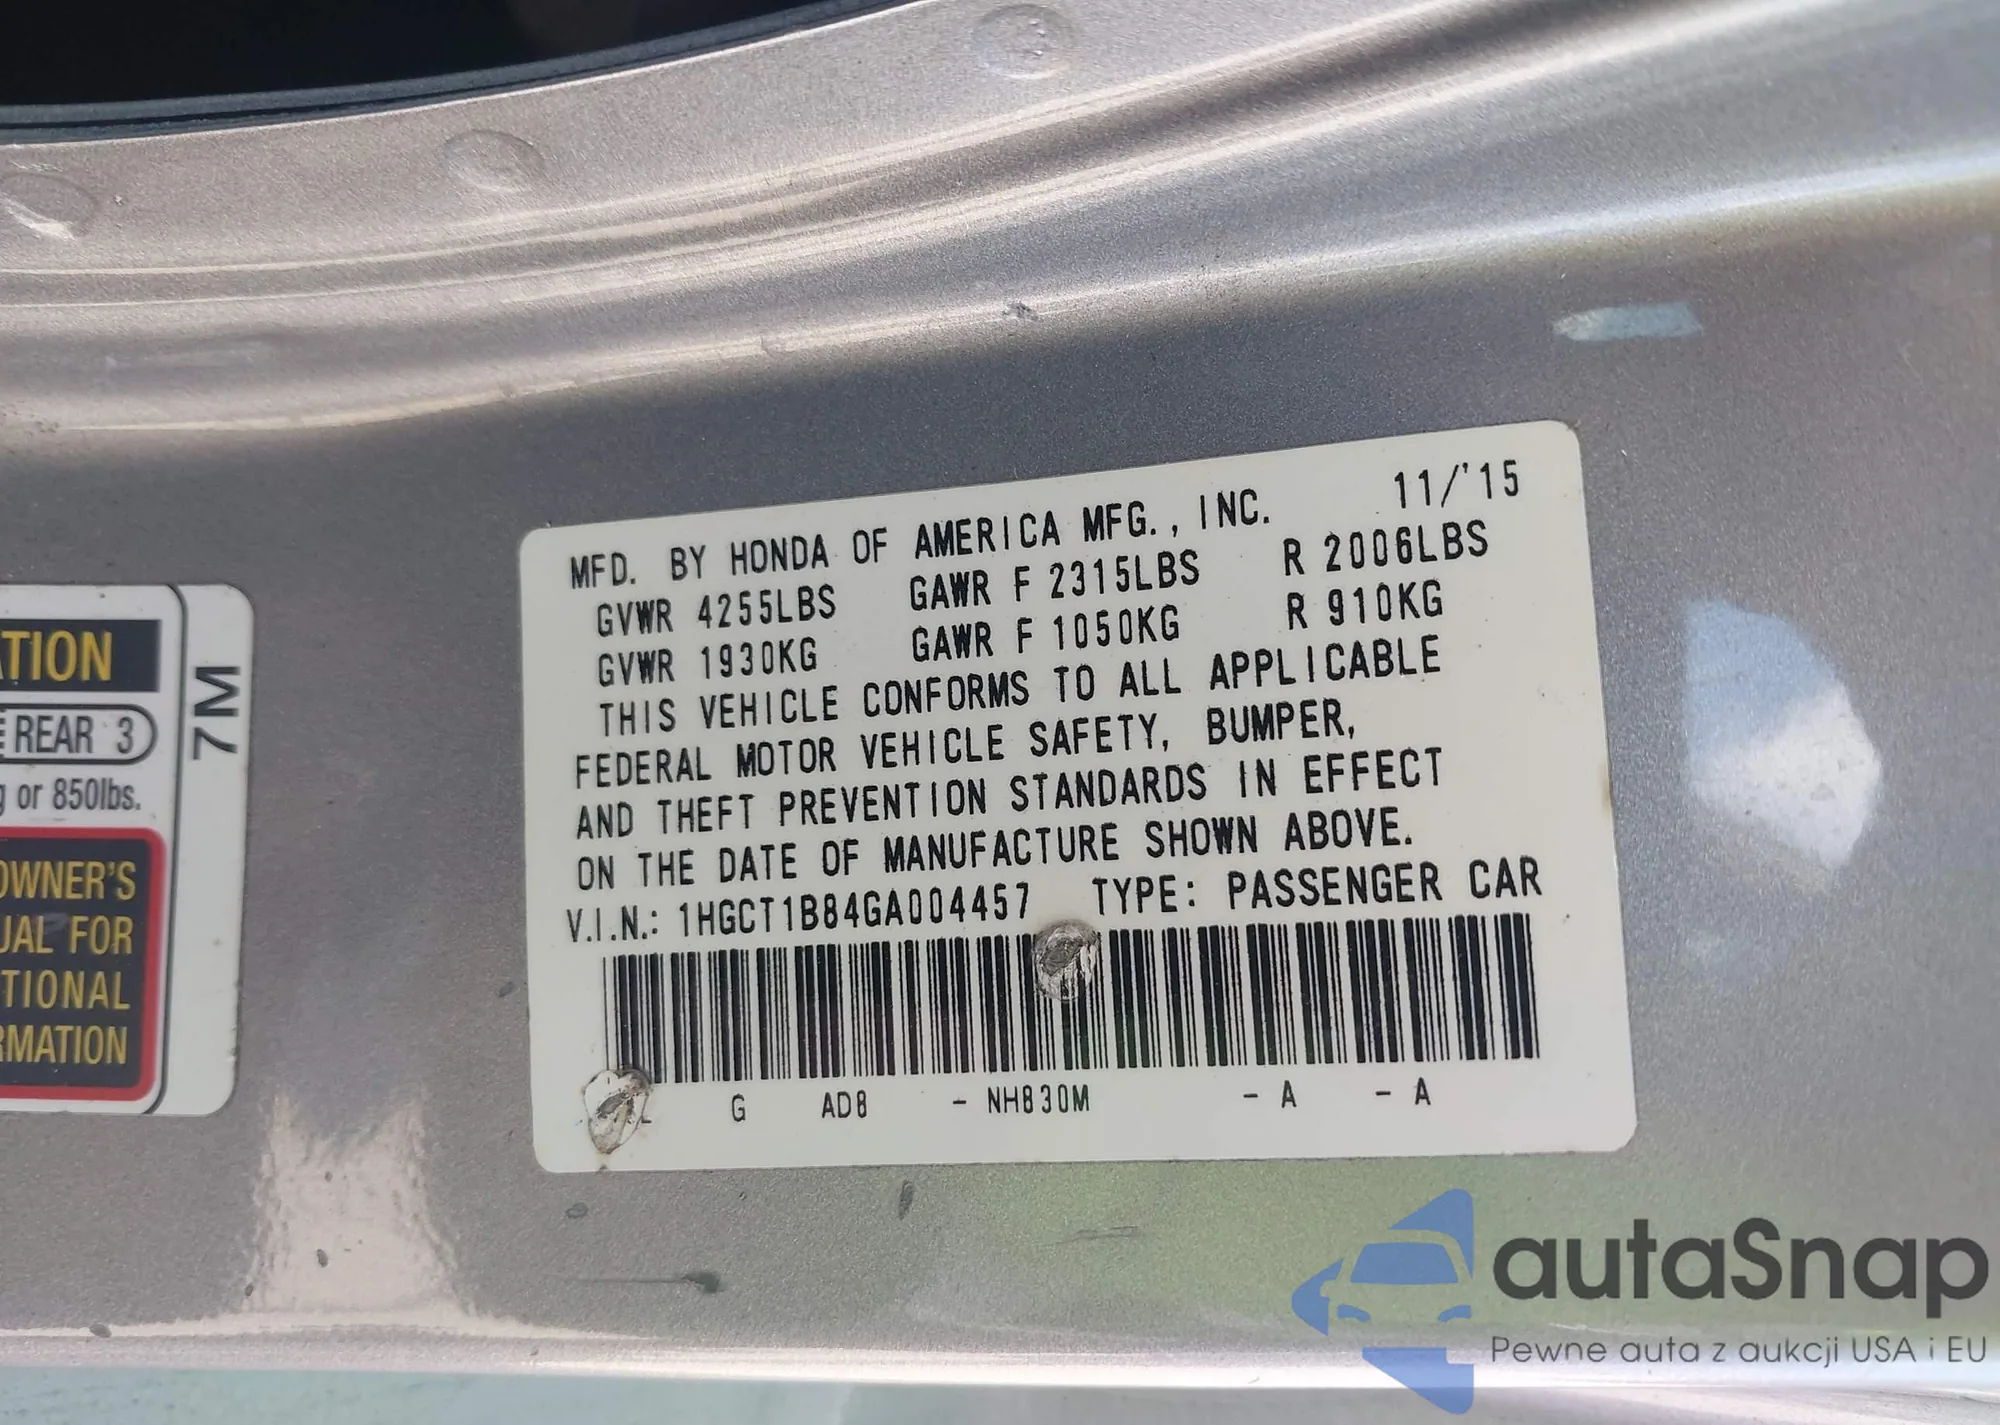 MFD. BY HONDA OF AMERICA MFG., INC. 11/'15
GVWR 4255LBS GAWR F 2315LBS R 2006LBS
GVWR 1930KG GAWR F 1050KG R 910KG
THIS VEHICLE CONFORMS TO ALL APPLICABLE
FEDERAL MOTOR VEHICLE SAFETY, BUMPER,
AND THEFT PREVENTION STANDARDS IN EFFECT
ON THE DATE OF MANUFACTURE SHOWN ABOVE.
V.I.N.: 1HGCT1B84GA004457 TYPE: PASSENGER CAR
G AD8 - NH830M - A - A
ATION
REAR 3
or 850lbs.
OWNER'S
UAL FOR
TIONAL
RMATION
7M
autaSnap
Pewne auta z aukcji USA i EU